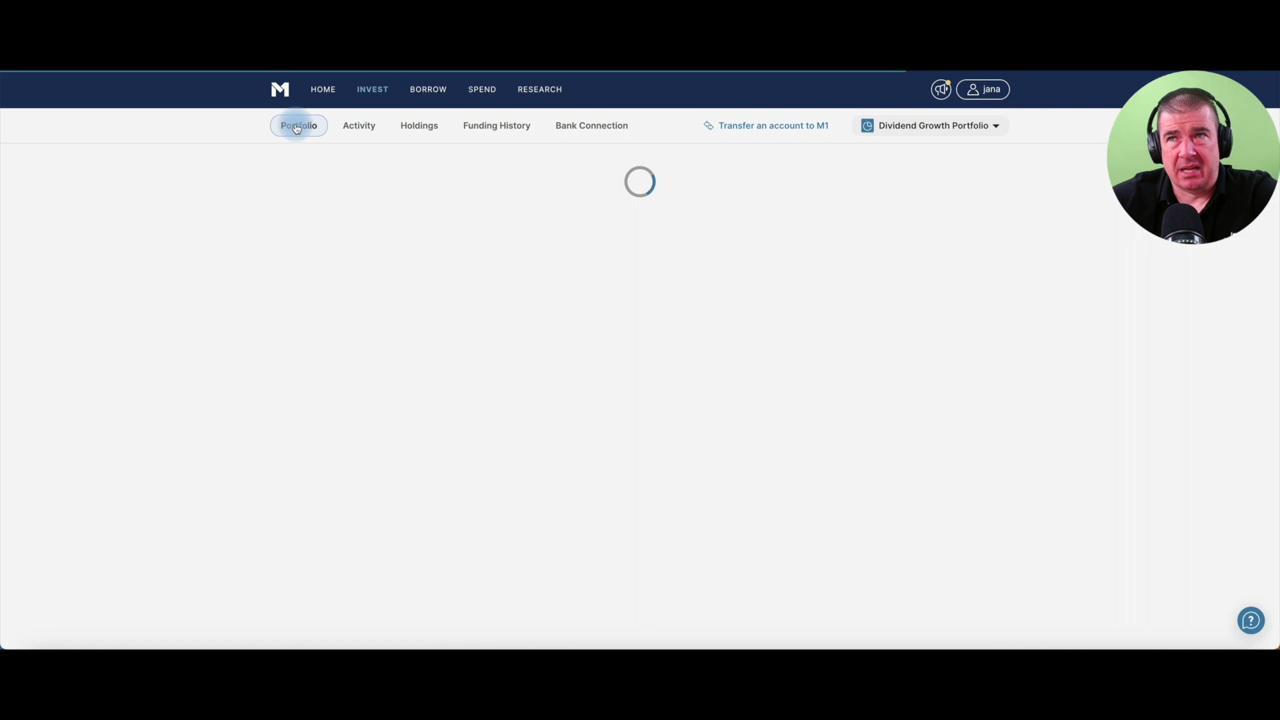 M HOME INVEST BORROW SPEND RESEARCH jana
Portfolio Activity Holdings Funding History Bank Connection Transfer an account to M1 Dividend Growth Portfolio
?